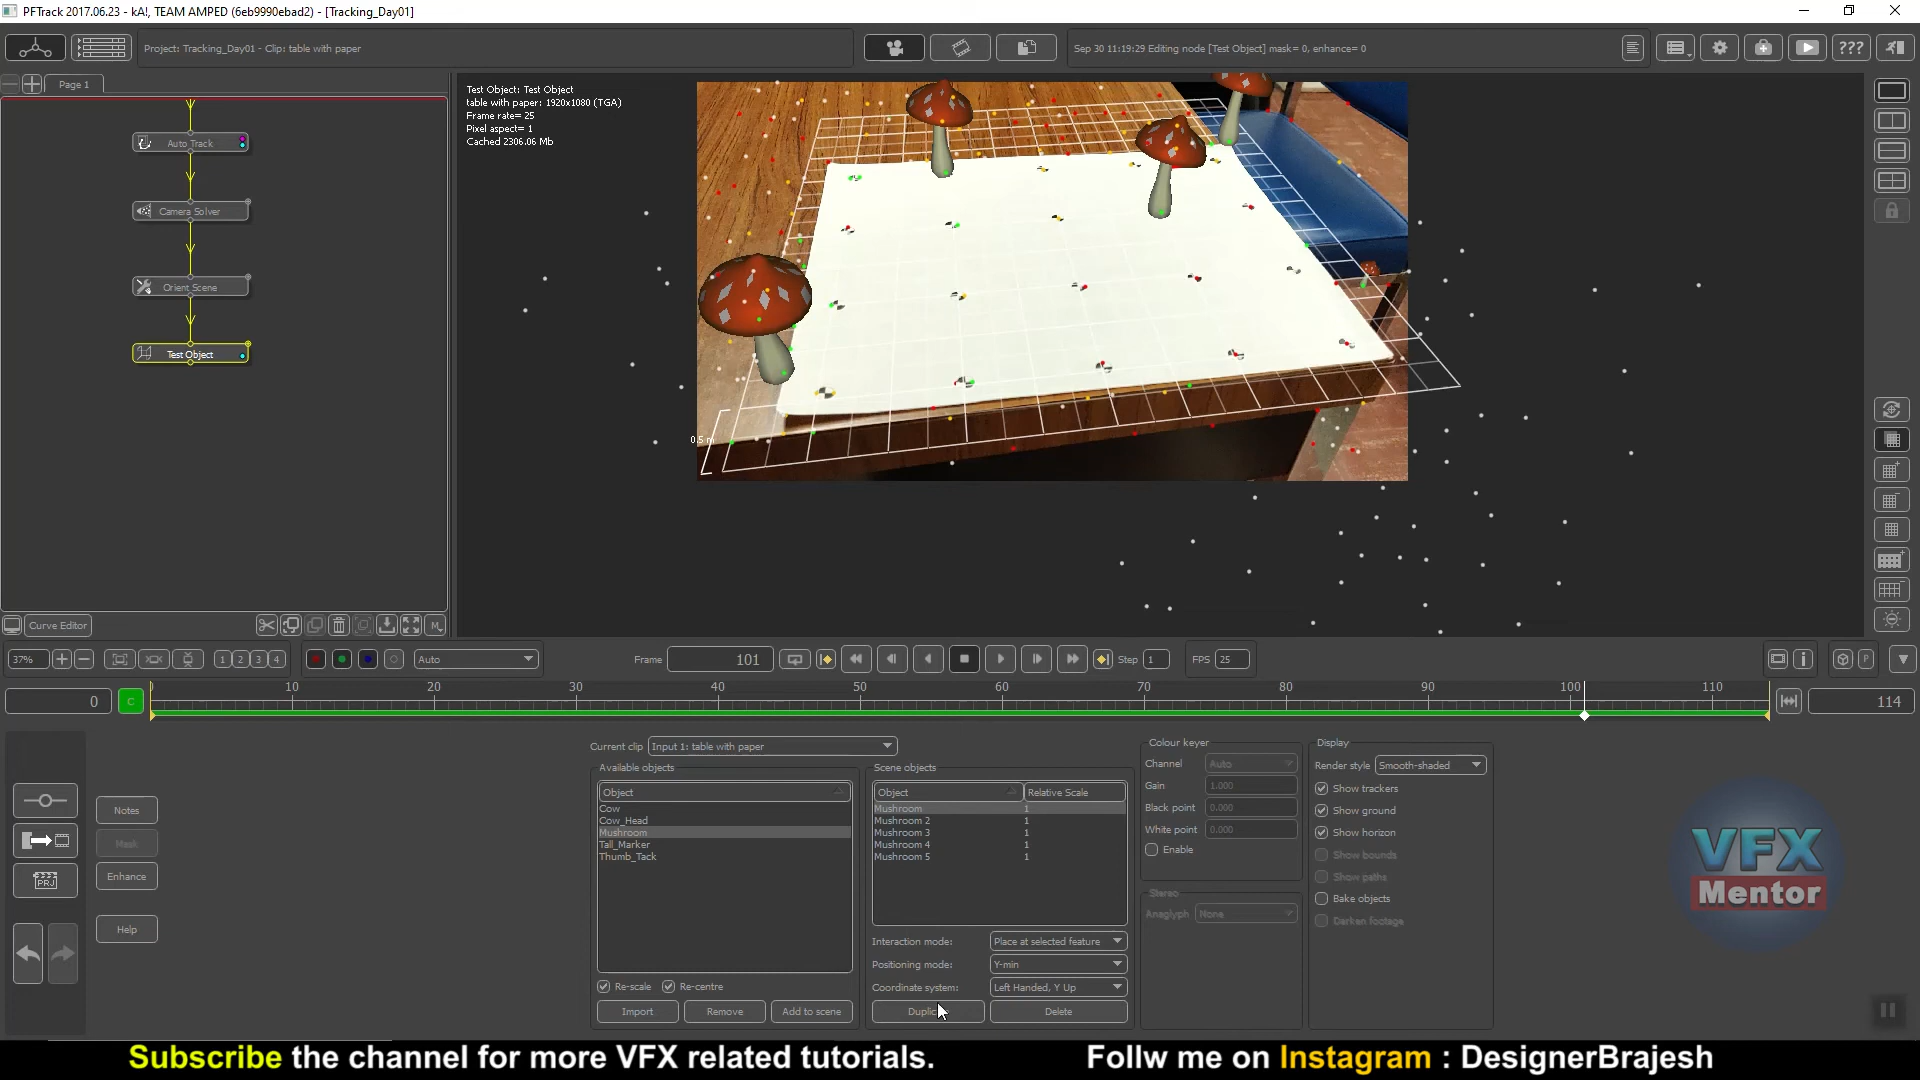 PFTrack 2017.06.23 - kA!, TEAM AMPED (6eb9990ebad2) - [Tracking_Day01]
Project: Tracking_Day01 - Clip: table with paper
Sep 30 11:19:29 Editing node [Test Object] mask= 0, enhance= 0
???
Page 1
Test Object: Test Object
table with paper: 1920x1080 (TGA)
Frame rate= 25
Pixel aspect= 1
Cached 2306.06 Mb
Auto Track
Camera Solver
Orient Scene
Test Object
0.5 m
Curve Editor
M
37%
1 2 3 4
Auto
Frame 101
Step 1
FPS 25
P
0
C
10 20 30 40 50 60 70 80 90 100 110
114
Current clip Input 1: table with paper
Available objects
Object
Cow
Cow_Head
Mushroom
Tall_Marker
Thumb_Tack
Re-scale Re-centre
Import Remove Add to scene
Scene objects
Object Relative Scale
Mushroom 1
Mushroom 2 1
Mushroom 3 1
Mushroom 4 1
Mushroom 5 1
Interaction mode: Place at selected feature
Positioning mode: Y-min
Coordinate system: Left Handed, Y Up
Delete
Colour keyer
Channel Auto
Gain 1.000
Black point 0.000
White point 0.000
Enable
Stereo
Anaglyph None
Display
Render style Smooth-shaded
Show trackers
Show ground
Show horizon
Show bounds
Show paths
Bake objects
Darken footage
Notes
Mask
Enhance
Help
PRJ
VFX
Mentor
Subscribe the channel for more VFX related tutorials.
Follw me on Instagram : DesignerBrajesh